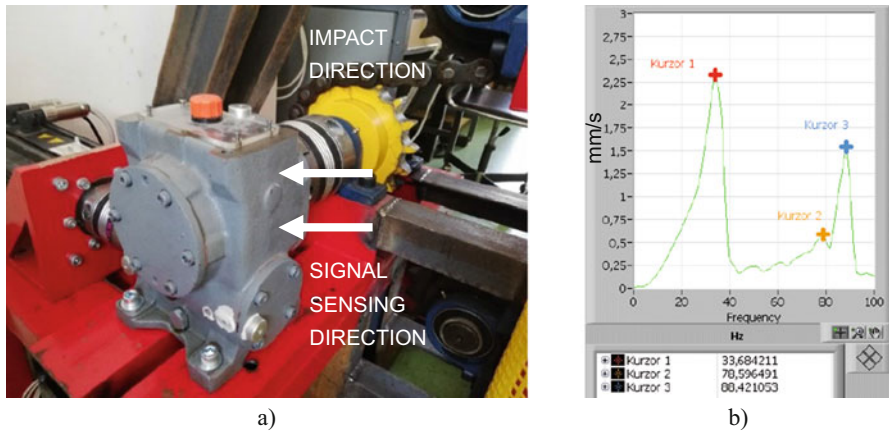 IMPACT
DIRECTION
SIGNAL
SENSING
DIRECTION
a)
mm/s
3-
2,75-
2,5-
2,25-
2-
1,75-
1,5-
1,25-
1-
0,75-
0,5-
0,25-
0-
Kurzor 1
Kurzor 3
Kurzor 2
0 20 40 60 80 100
Frequency
Hz
Kurzor 1 33,684211
Kurzor 2 78,596491
Kurzor 3 88,421053
b)